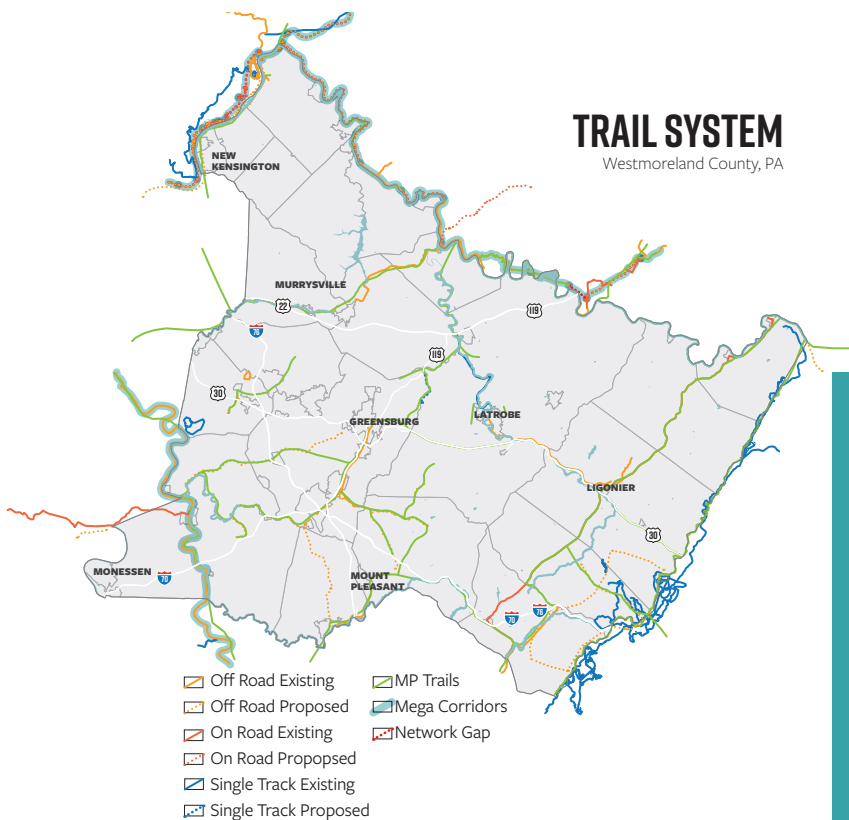 TRAIL SYSTEM
Westmoreland County, PA
NEW
KENSINGTON
MURRYSVILLE
22
76
119
119
30
GREENSBURG
LATROBE
LIGONIER
30
MONESSEN
70
MOUNT
PLEASANT
70
76
Off Road Existing
Off Road Proposed
On Road Existing
On Road Propopsed
Single Track Existing
Single Track Proposed
MP Trails
Mega Corridors
Network Gap